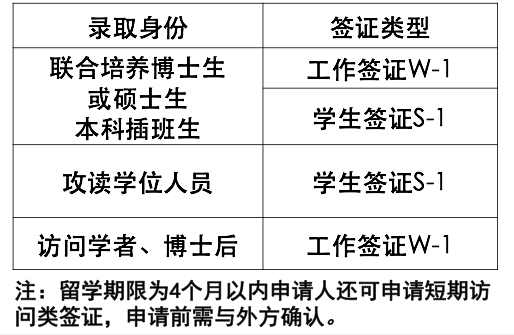 录取身份 签证类型
联合培养博士生
或硕士生
本科插班生
工作签证W-1
学生签证S-1
攻读学位人员 学生签证S-1
访问学者、博士后 工作签证W-1
注：留学期限为4个月以内申请人还可申请短期访
问类签证，申请前需与外方确认。